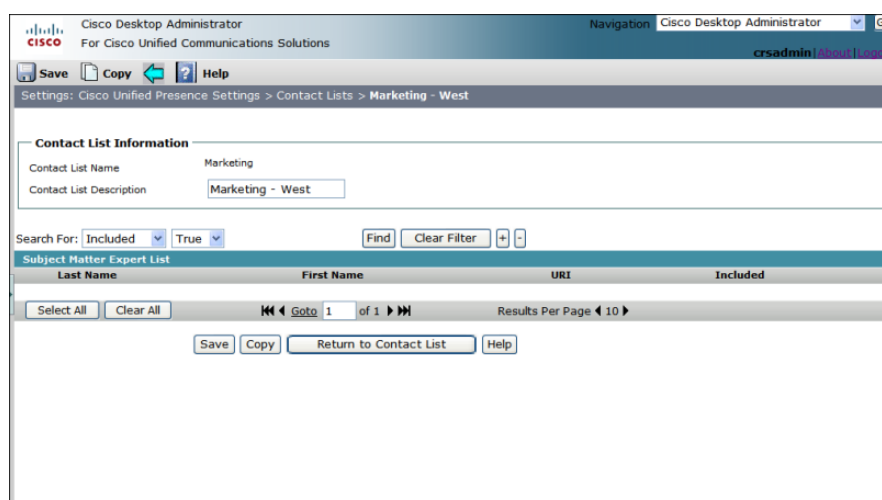 Cisco Desktop Administrator
Navigation Cisco Desktop Administrator
CISCO
For Cisco Unified Communications Solutions
crsadmin|About|
Save Copy ? Help
Settings: Cisco Unified Presence Settings > Contact Lists > Marketing - West
Contact List Information
Contact List Name Marketing
Contact List Description Marketing - West
Search For: Included True Find Clear Filter + -
Subject Matter Expert List
Last Name First Name URI Included
Select All Clear All Goto 1 of 1 Results Per Page 10
Save Copy Return to Contact List Help